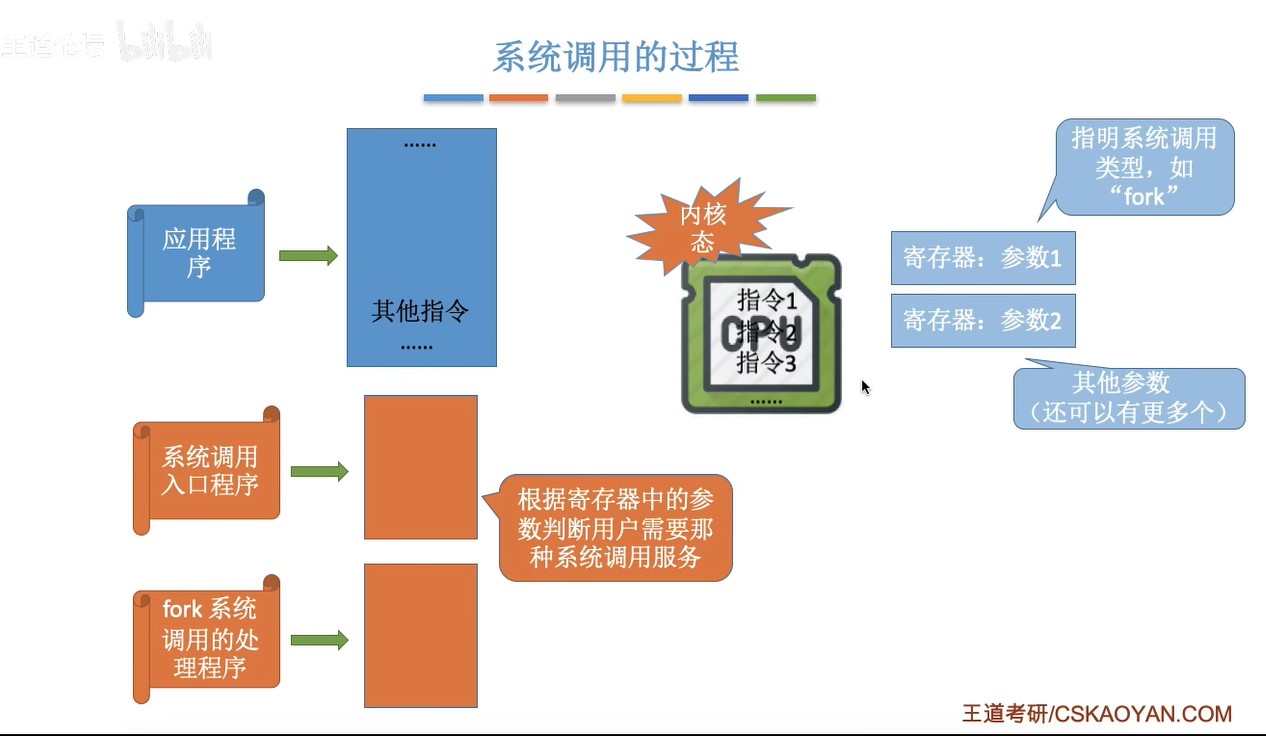 王道论坛 bilibili
系统调用的过程
……
应用程
序
其他指令
……
内核
态
CPU
指令1
指令2
指令3
……
指明系统调用
类型，如
“fork”
寄存器：参数1
寄存器：参数2
其他参数
（还可以有更多个）
系统调用
入口程序
根据寄存器中的参
数判断用户需要那
种系统调用服务
fork 系统
调用的处
理程序
王道考研/CSKAOYAN.COM